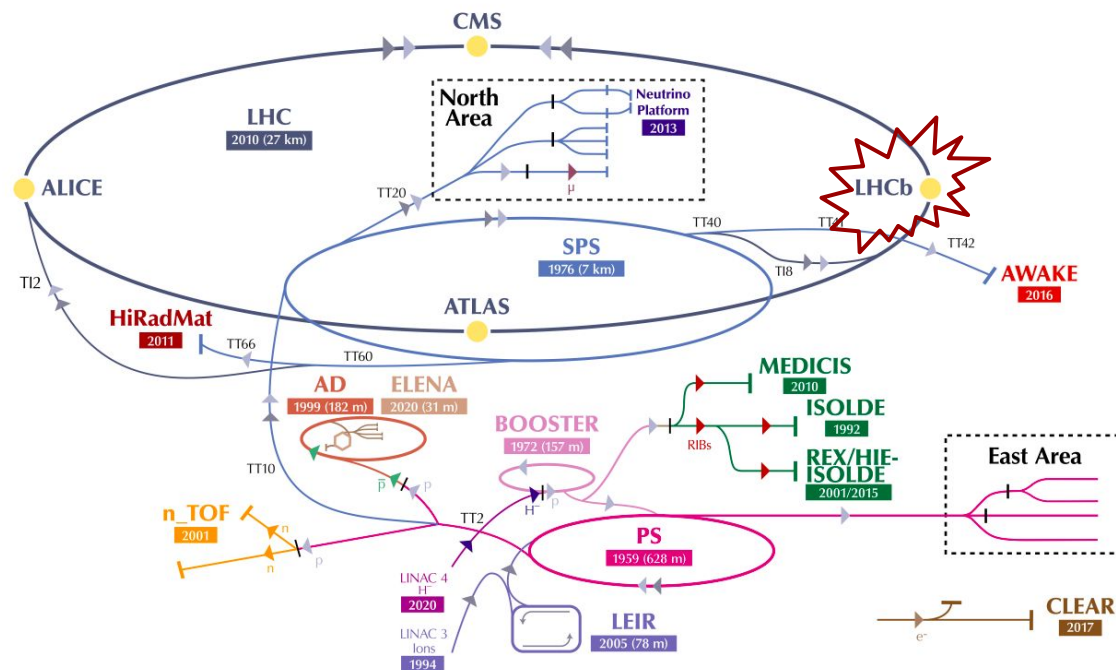 CMS
LHC
2010 (27 km)
North
Area
Neutrino
Platform
2013
ALICE
LHCb
TT20
TT40
TT41
TT42
SPS
1976 (7 km)
TI8
TI2
AWAKE
2016
ATLAS
HiRadMat
2011
TT66
TT60
μ
AD
1999 (182 m)
ELENA
2020 (31 m)
MEDICIS
2010
BOOSTER
1972 (157 m)
ISOLDE
1992
RIBs
REX/HIE-
ISOLDE
2001/2015
East Area
TT10
p̅
p
H⁻
p
TT2
n_TOF
2001
n
n
p
PS
1959 (628 m)
LINAC 4
H⁻
2020
LINAC 3
Ions
1994
LEIR
2005 (78 m)
CLEAR
2017
e⁻